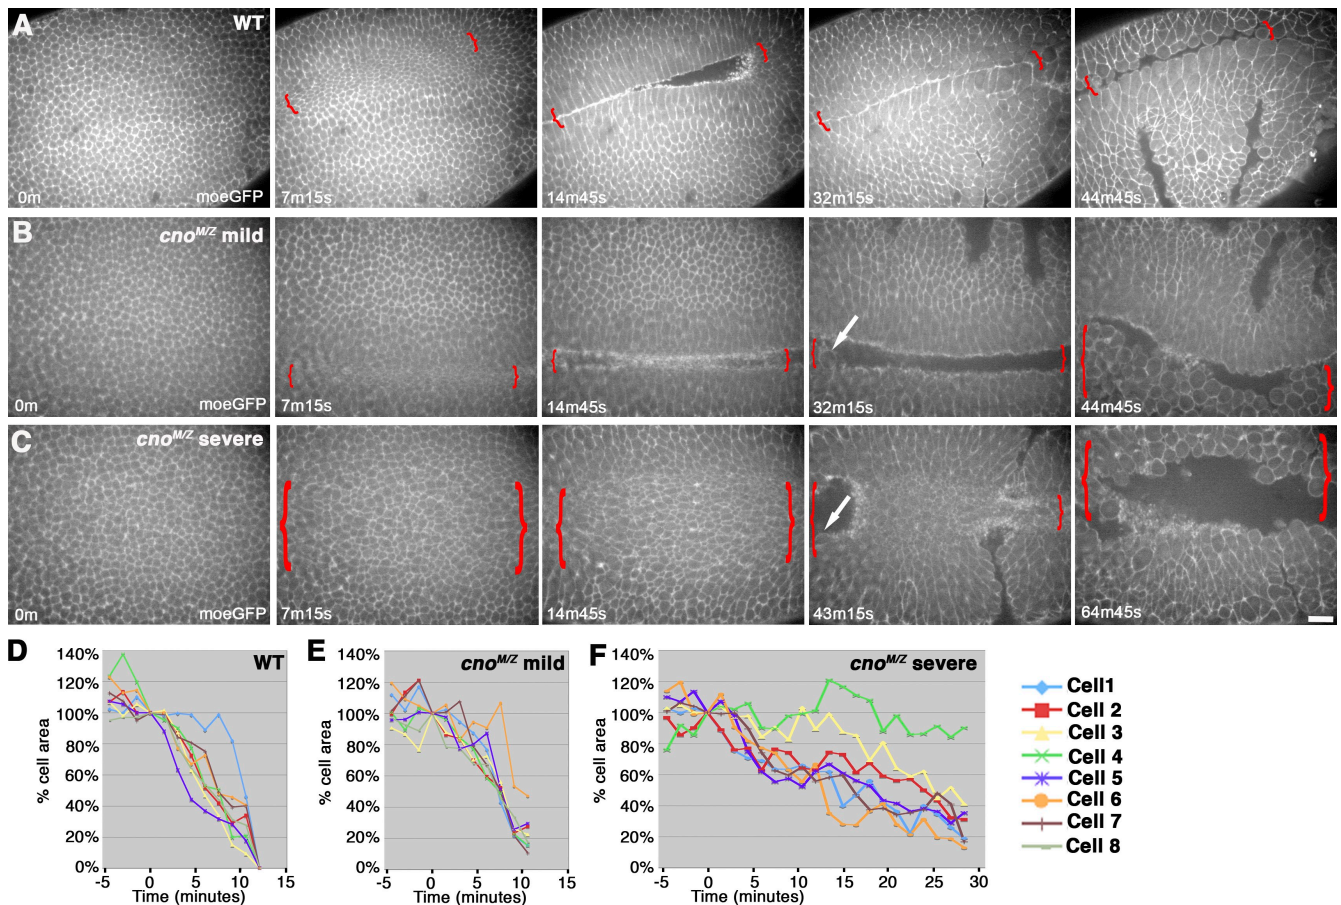 A WT
0m moeGFP 7m15s 14m45s 32m15s 44m45s
B cnoM/Z mild
0m moeGFP 7m15s 14m45s 32m15s 44m45s
C cnoM/Z severe
0m moeGFP 7m15s 14m45s 43m15s 64m45s
D WT
140%
120%
100%
80%
60%
40%
20%
0%
% cell area
-5 0 5 10 15
Time (minutes)
E cnoM/Z mild
140%
120%
100%
80%
60%
40%
20%
0%
% cell area
-5 0 5 10 15
Time (minutes)
F cnoM/Z severe
140%
120%
100%
80%
60%
40%
20%
0%
% cell area
-5 0 5 10 15 20 25 30
Time (minutes)
Cell1
Cell 2
Cell 3
Cell 4
Cell 5
Cell 6
Cell 7
Cell 8